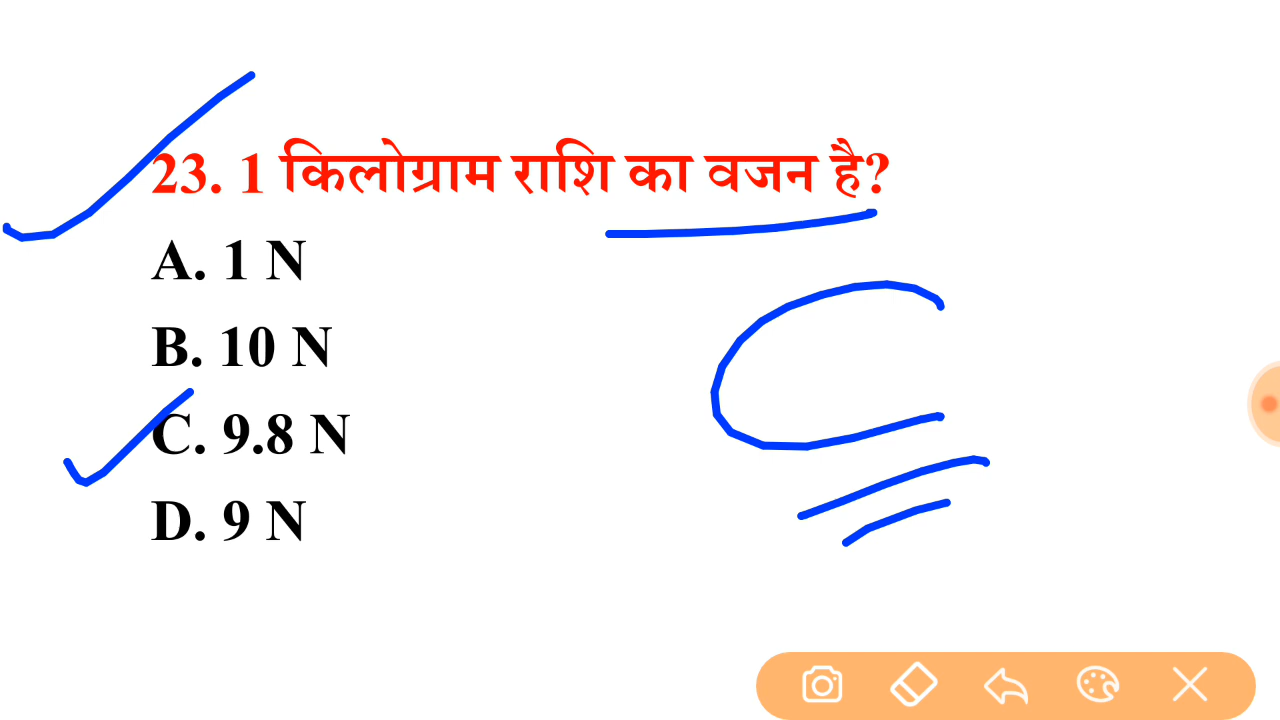 23. 1 किलोग्राम राशि का वजन है?
A. 1 N
B. 10 N
C. 9.8 N
D. 9 N
C